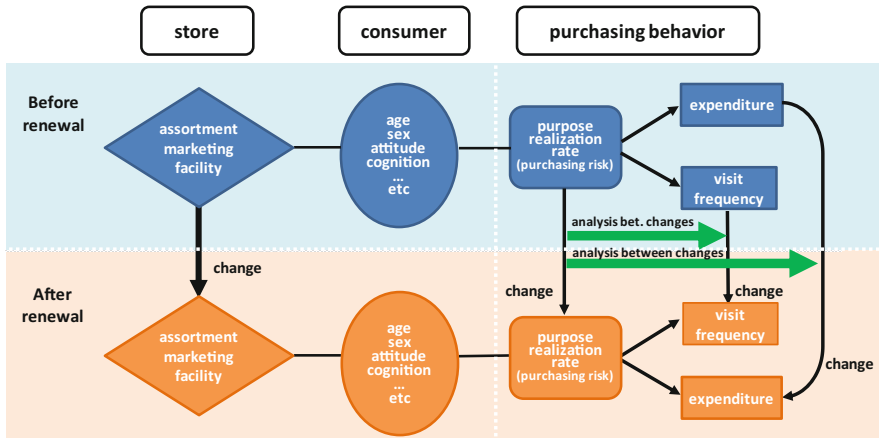 store
consumer
purchasing behavior
Before
renewal
assortment
marketing
facility
age
sex
attitude
cognition
...
etc
purpose
realization
rate
(purchasing risk)
expenditure
visit
frequency
analysis bet. changes
analysis between changes
change
change
change
change
After
renewal
assortment
marketing
facility
age
sex
attitude
cognition
...
etc
purpose
realization
rate
(purchasing risk)
visit
frequency
expenditure